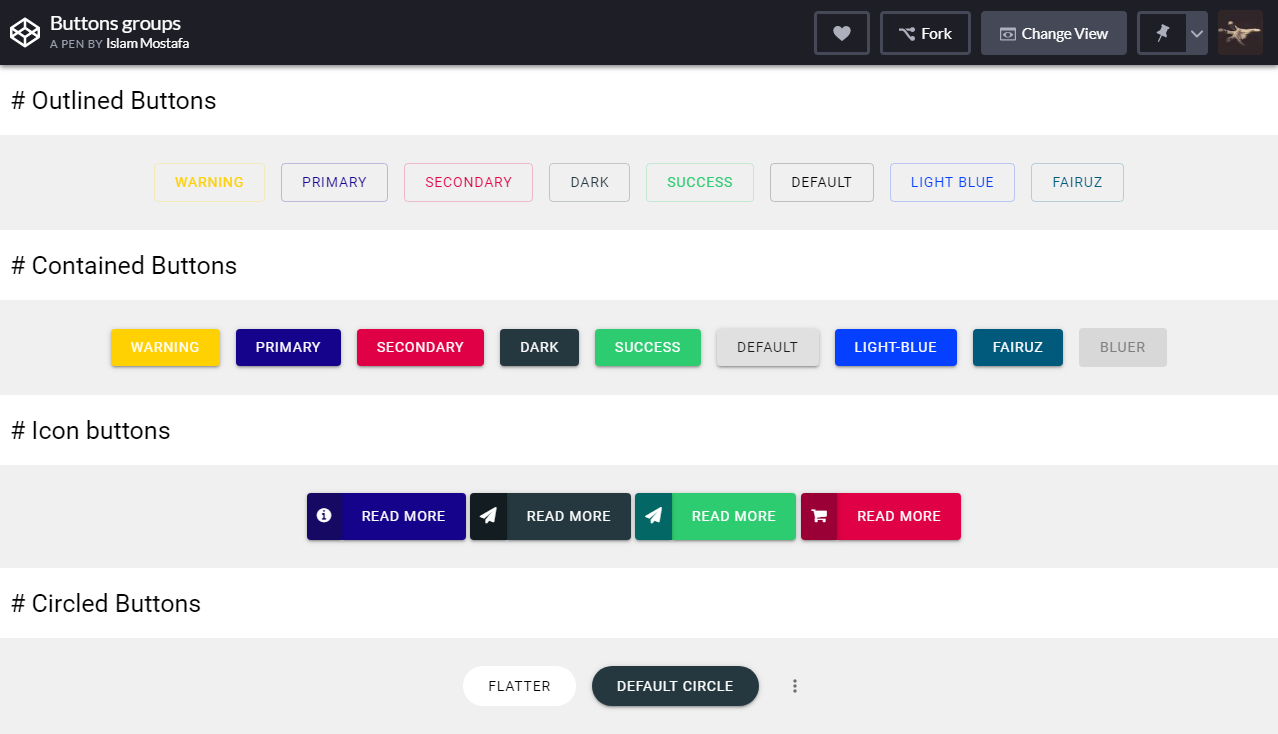 Buttons groups
A PEN BY Islam Mostafa
Fork
Change View
# Outlined Buttons
WARNING PRIMARY SECONDARY DARK SUCCESS DEFAULT LIGHT BLUE FAIRUZ
# Contained Buttons
WARNING PRIMARY SECONDARY DARK SUCCESS DEFAULT LIGHT-BLUE FAIRUZ BLUER
# Icon buttons
READ MORE READ MORE READ MORE READ MORE
# Circled Buttons
FLATTER DEFAULT CIRCLE